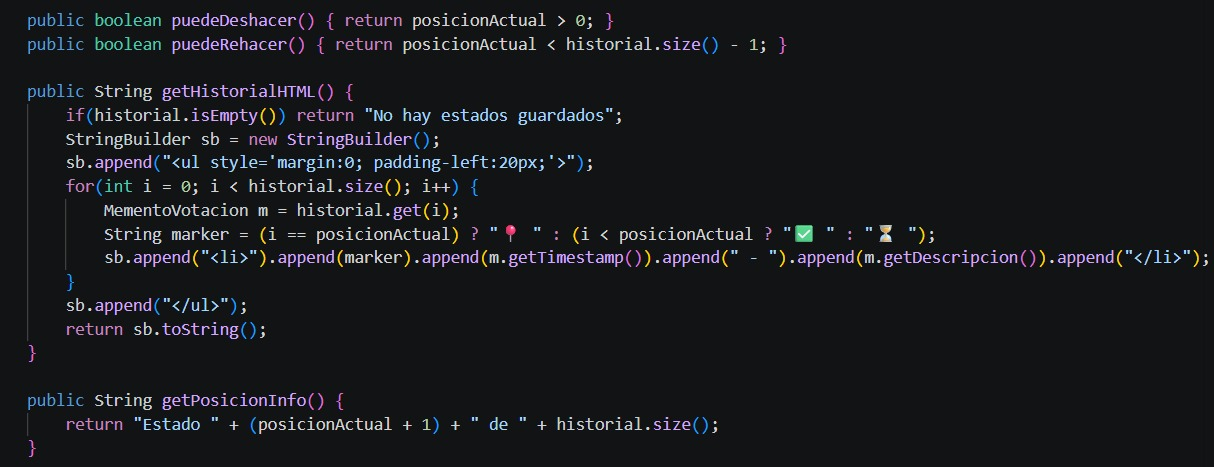 public boolean puedeDeshacer() { return posicionActual > 0; }
public boolean puedeRehacer() { return posicionActual < historial.size() - 1; }
public String getHistorialHTML() {
if(historial.isEmpty()) return "No hay estados guardados";
StringBuilder sb = new StringBuilder();
sb.append("<ul style='margin:0; padding-left:20px;'>");
for(int i = 0; i < historial.size(); i++) {
MementoVotacion m = historial.get(i);
String marker = (i == posicionActual) ? "📍 " : (i < posicionActual ? "✅ " : "⏳ ");
sb.append("<li>").append(marker).append(m.getTimestamp()).append(" - ").append(m.getDescripcion()).append("</li>");
}
sb.append("</ul>");
return sb.toString();
}
public String getPosicionInfo() {
return "Estado " + (posicionActual + 1) + " de " + historial.size();
}